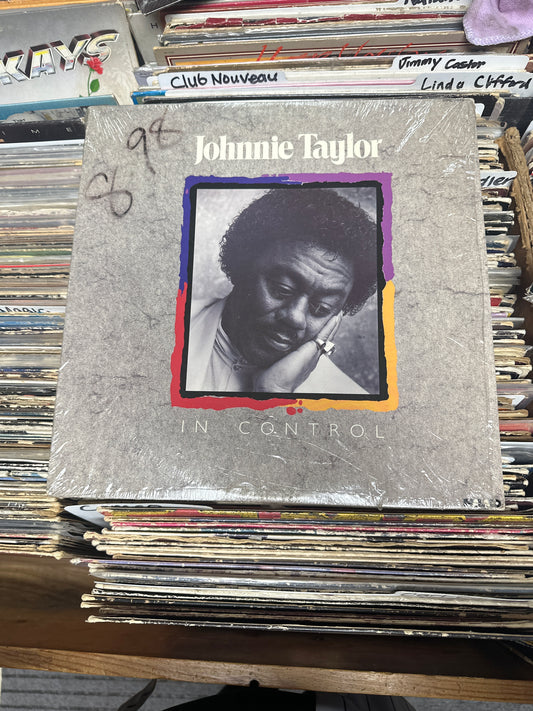 KAYS
Club Nouveau
Jimmy Castor
Linda Clifford
Johnnie Taylor
98
IN CONTROL